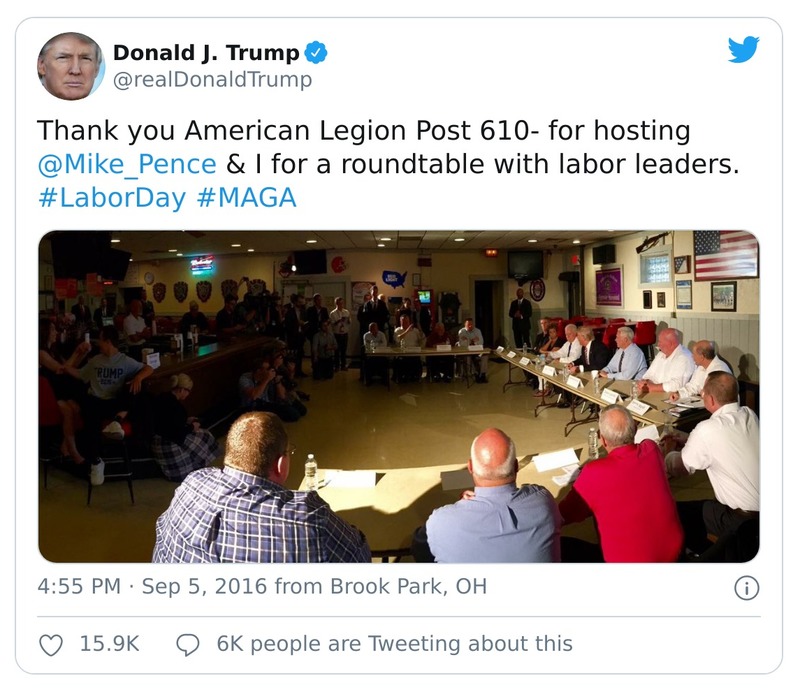 Donald J. Trump
@realDonaldTrump
Thank you American Legion Post 610- for hosting
@Mike_Pence & I for a roundtable with labor leaders.
#LaborDay #MAGA
TRUMP
4:55 PM · Sep 5, 2016 from Brook Park, OH
15.9K
6K people are Tweeting about this